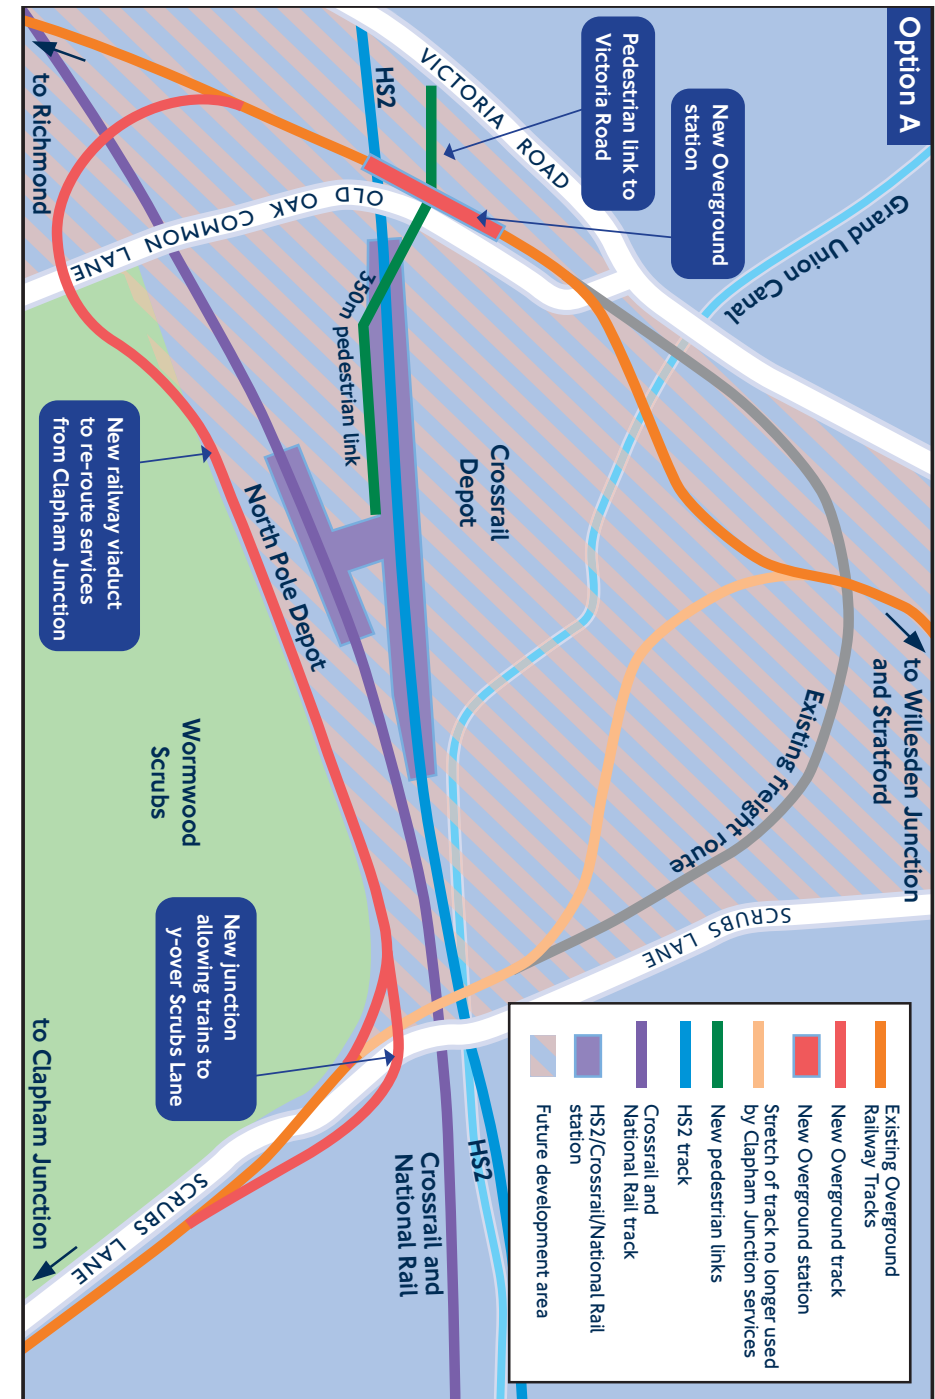 Option A
Grand Union Canal
VICTORIA ROAD
Pedestrian link to
Victoria Road
New Overground
station
HS2
to Richmond
OLD OAK COMMON LANE
350m pedestrian link
Crossrail
Depot
North Pole Depot
New railway viaduct
to re-route services
from Clapham Junction
Wormwood
Scrubs
Existing freight route
to Willesden Junction
and Stratford
SCRUBS LANE
New junction
allowing trains to
y-over Scrubs Lane
to Clapham Junction
SCRUBS LANE
Crossrail and
National Rail
HS2
Existing Overground
Railway Tracks
New Overground track
New Overground station
Stretch of track no longer used
by Clapham Junction services
New pedestrian links
HS2 track
Crossrail and
National Rail track
HS2/Crossrail/National Rail
station
Future development area